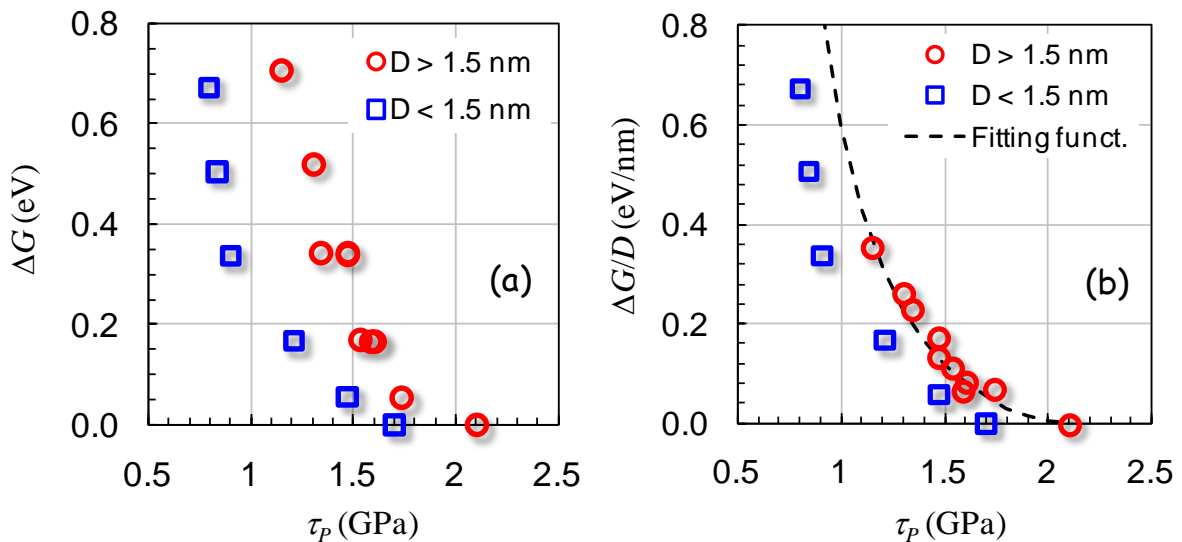 0.8
0.6
0.4
0.2
0.0
ΔG (eV)
D > 1.5 nm
D < 1.5 nm
(a)
0.5 1 1.5 2 2.5
τP (GPa)
0.8
0.6
0.4
0.2
0.0
ΔG/D (eV/nm)
D > 1.5 nm
D < 1.5 nm
Fitting funct.
(b)
0.5 1 1.5 2 2.5
τP (GPa)